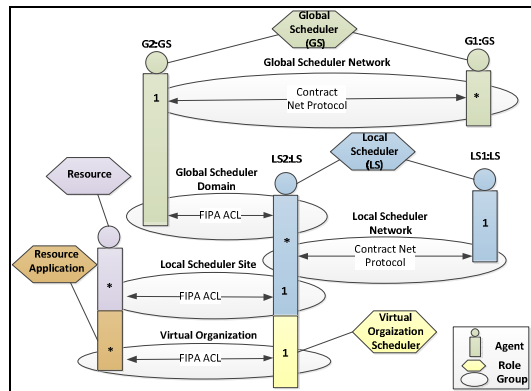 Global
Scheduler
(GS)
G2:GS
G1:GS
Global Scheduler Network
1
Contract
Net Protocol
*
Local
Scheduler
(LS)
LS2:LS
LS1:LS
Resource
Global Scheduler
Domain
FIPA ACL
*
1
Local Scheduler
Network
Contract Net
Protocol
Resource
Application
Local Scheduler Site
*
FIPA ACL
1
Virtual Organization
*
FIPA ACL
1
Virtual
Orgaization
Scheduler
Agent
Role
Group